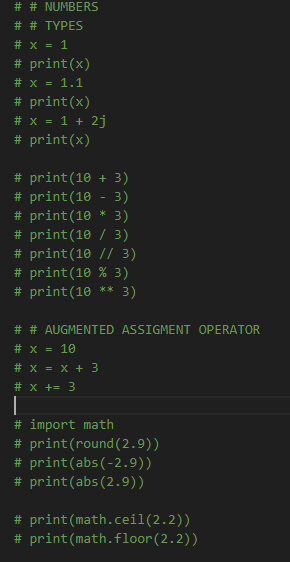 # # NUMBERS
# # TYPES
# x = 1
# print(x)
# x = 1.1
# print(x)
# x = 1 + 2j
# print(x)
# print(10 + 3)
# print(10 - 3)
# print(10 * 3)
# print(10 / 3)
# print(10 // 3)
# print(10 % 3)
# print(10 ** 3)
# # AUGMENTED ASSIGMENT OPERATOR
# x = 10
# x = x + 3
# x += 3
# import math
# print(round(2.9))
# print(abs(-2.9))
# print(abs(2.9))
# print(math.ceil(2.2))
# print(math.floor(2.2))